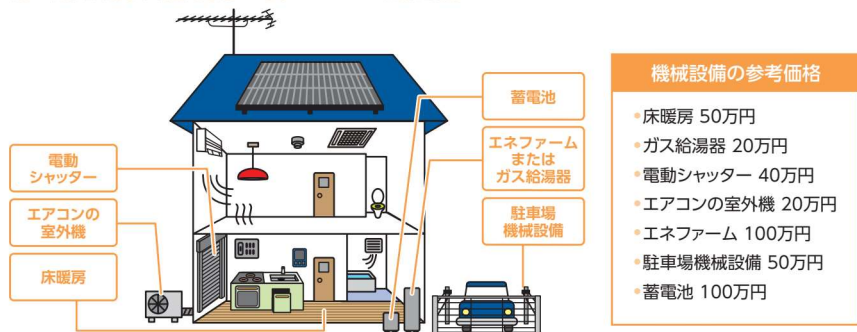 電動
シャッター
エアコンの
室外機
床暖房
蓄電池
エネファーム
または
ガス給湯器
駐車場
機械設備
機械設備の参考価格
•床暖房 50万円
•ガス給湯器 20万円
•電動シャッター 40万円
•エアコンの室外機 20万円
•エネファーム 100万円
•駐車場機械設備 50万円
•蓄電池 100万円